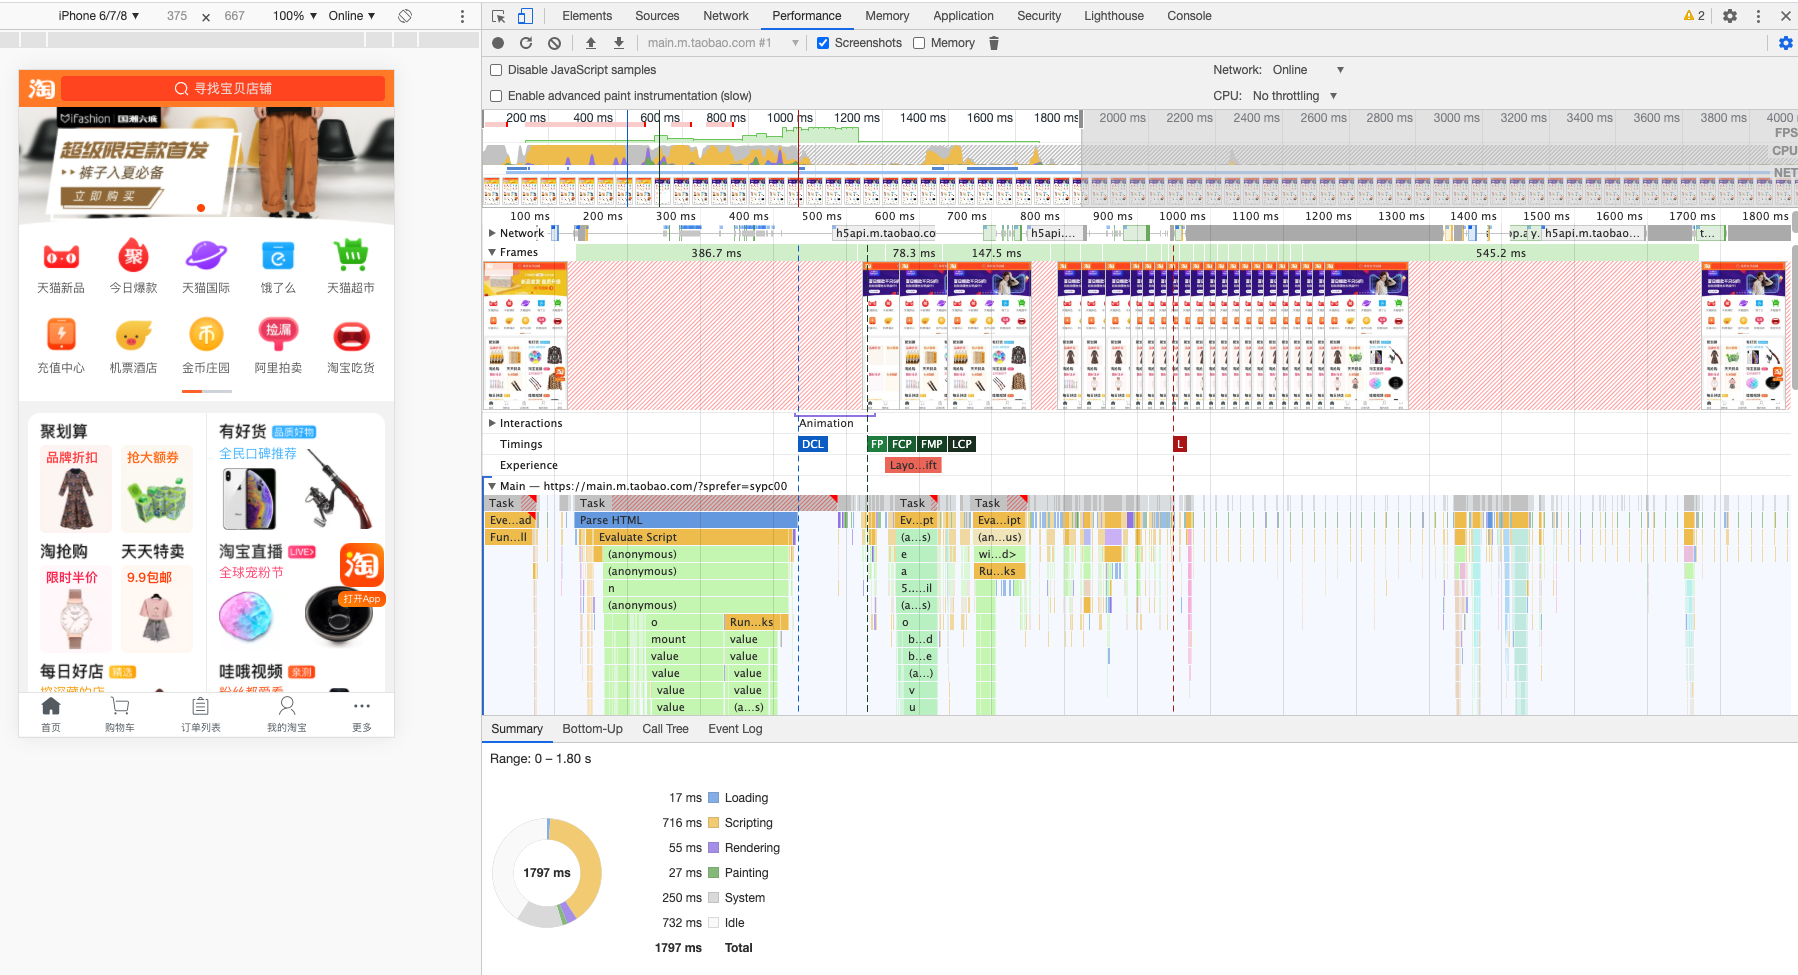 iPhone 6/7/8 ▼ 375 × 667 100% ▼ Online ▼
淘 寻找宝贝店铺
iFashion 国潮六城
超级限定款首发
裤子入夏必备
立即购买
天猫新品 今日爆款 天猫国际 饿了么 天猫超市
充值中心 机票酒店 金币庄园 阿里拍卖 淘宝吃货
聚划算 有好货 品质好物
品牌折扣 抢大额券 全民口碑推荐
淘抢购 天天特卖 淘宝直播 LIVE
限时半价 9.9包邮 全球宠粉节
淘
打开App
每日好店 精选 哇哦视频 亲测
首页 购物车 订单列表 我的淘宝 更多
Elements Sources Network Performance Memory Application Security Lighthouse Console 2
main.m.taobao.com #1 ▼ Screenshots Memory
Disable JavaScript samples Network: Online ▼
Enable advanced paint instrumentation (slow) CPU: No throttling ▼
200 ms 400 ms 600 ms 800 ms 1000 ms 1200 ms 1400 ms 1600 ms 1800 ms 2000 ms 2200 ms 2400 ms 2600 ms 2800 ms 3000 ms 3200 ms 3400 ms 3600 ms 3800 ms 4000
FPS
CPU
NET
100 ms 200 ms 300 ms 400 ms 500 ms 600 ms 700 ms 800 ms 900 ms 1000 ms 1100 ms 1200 ms 1300 ms 1400 ms 1500 ms 1600 ms 1700 ms 1800 ms
Network h5api.m.taobao.co h5api.... h5api.m.taobao... t...
Frames 386.7 ms 78.3 ms 147.5 ms 545.2 ms
Interactions Animation
Timings DCL FP FCP FMP LCP L
Experience Layo...ift
Main — https://main.m.taobao.com/?sprefer=sypc00
Task Task Task Task
Eve...ad Parse HTML Ev...pt Eva...ipt
Fun...ll Evaluate Script (a...s) (an...us)
(anonymous) e wi...d>
(anonymous) a Ru...ks
n 5.....il
(anonymous) (a...s)
o Run...ks o
mount value b...d
value value b...e
value value (a...)
value value v
value (a...s) u
Summary Bottom-Up Call Tree Event Log
Range: 0 – 1.80 s
17 ms Loading
716 ms Scripting
55 ms Rendering
1797 ms
27 ms Painting
250 ms System
732 ms Idle
1797 ms Total